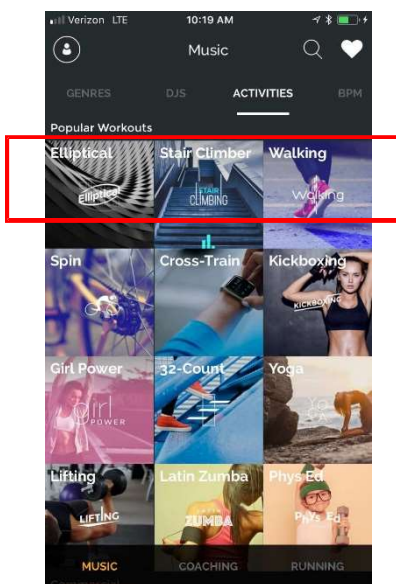 Verizon LTE 10:19 AM
Music
GENRES DJS ACTIVITIES BPM
Popular Workouts
Elliptical Stair Climber Walking
Elliptical STAIR CLIMBING Walking
Spin Cross-Train Kickboxing
KICKBOXING
Girl Power 32-Count Yoga
girl POWER YO
Lifting Latin Zumba Phys Ed
LIFTING LATIN ZUMBA PHYS Ed
MUSIC COACHING RUNNING